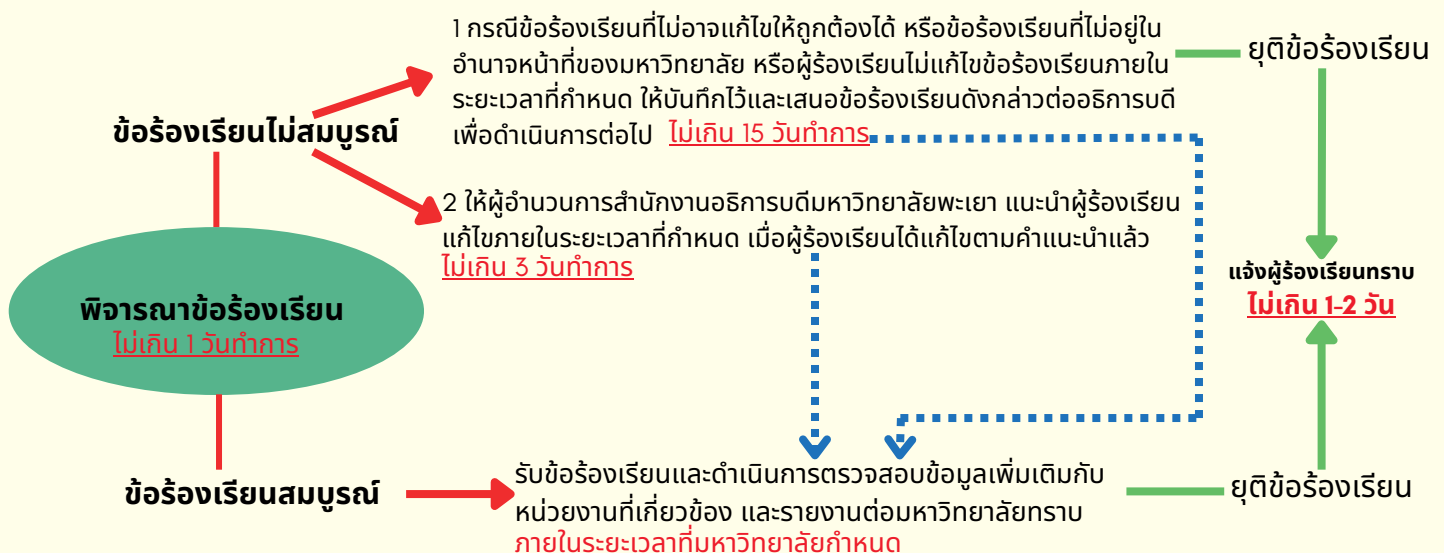 1 กรณีข้อร้องเรียนที่ไม่อาจแก้ไขให้ถูกต้องได้ หรือข้อร้องเรียนที่ไม่อยู่ใน
อำนาจหน้าที่ของมหาวิทยาลัย หรือผู้ร้องเรียนไม่แก้ไขข้อร้องเรียนภายใน
ระยะเวลาที่กำหนด ให้บันทึกไว้และเสนอข้อร้องเรียนดังกล่าวต่ออธิการบดี
เพื่อดำเนินการต่อไป ไม่เกิน 15 วันทำการ
ยุติข้อร้องเรียน
ข้อร้องเรียนไม่สมบูรณ์
2 ให้ผู้อำนวยการสำนักงานอธิการบดีมหาวิทยาลัยพะเยา แนะนำผู้ร้องเรียน
แก้ไขภายในระยะเวลาที่กำหนด เมื่อผู้ร้องเรียนได้แก้ไขตามคำแนะนำแล้ว
ไม่เกิน 3 วันทำการ
แจ้งผู้ร้องเรียนทราบ
ไม่เกิน 1-2 วัน
พิจารณาข้อร้องเรียน
ไม่เกิน 1 วันทำการ
ข้อร้องเรียนสมบูรณ์
รับข้อร้องเรียนและดำเนินการตรวจสอบข้อมูลเพิ่มเติมกับ
หน่วยงานที่เกี่ยวข้อง และรายงานต่อมหาวิทยาลัยทราบ
ภายในระยะเวลาที่มหาวิทยาลัยกำหนด
ยุติข้อร้องเรียน